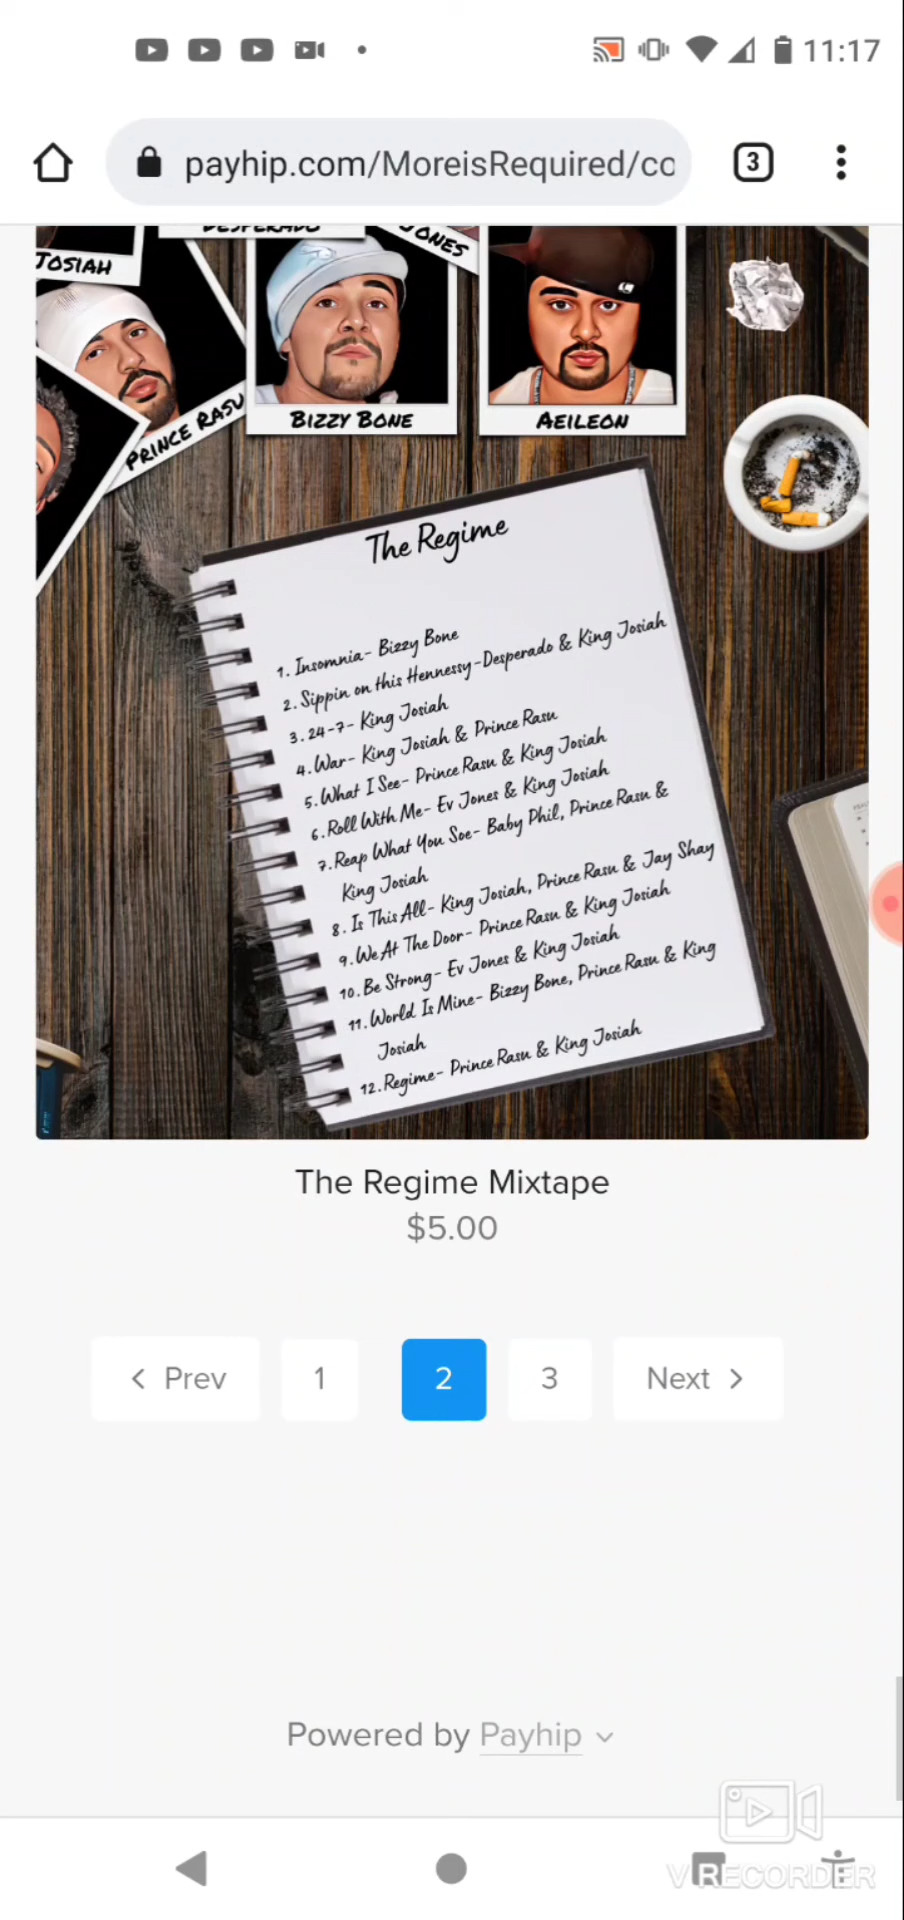 11:17
payhip.com/MoreisRequired/co
3
DESPERADO
JONES
JOSIAH
PRINCE RASU
BIZZY BONE
AEILEON
The Regime
1. Insomnia- Bizzy Bone
2. Sippin on this Hennessy -Desperado & King Josiah
3. 24-7- King Josiah
4. War- King Josiah & Prince Rasu
5. What I See- Prince Rasu & King Josiah
6. Roll With Me- Ev Jones & King Josiah
7. Reap What You Soe- Baby Phil, Prince Rasu &
King Josiah
8. Is This All- King Josiah, Prince Rasu & Jay Shay
9. We At The Door- Prince Rasu & King Josiah
10. Be Strong- Ev Jones & King Josiah
11. World Is Mine- Bizzy Bone, Prince Rasu & King
Josiah
12. Regime- Prince Rasu & King Josiah
The Regime Mixtape
$5.00
< Prev 1 2 3 Next >
Powered by Payhip
VRECORDER